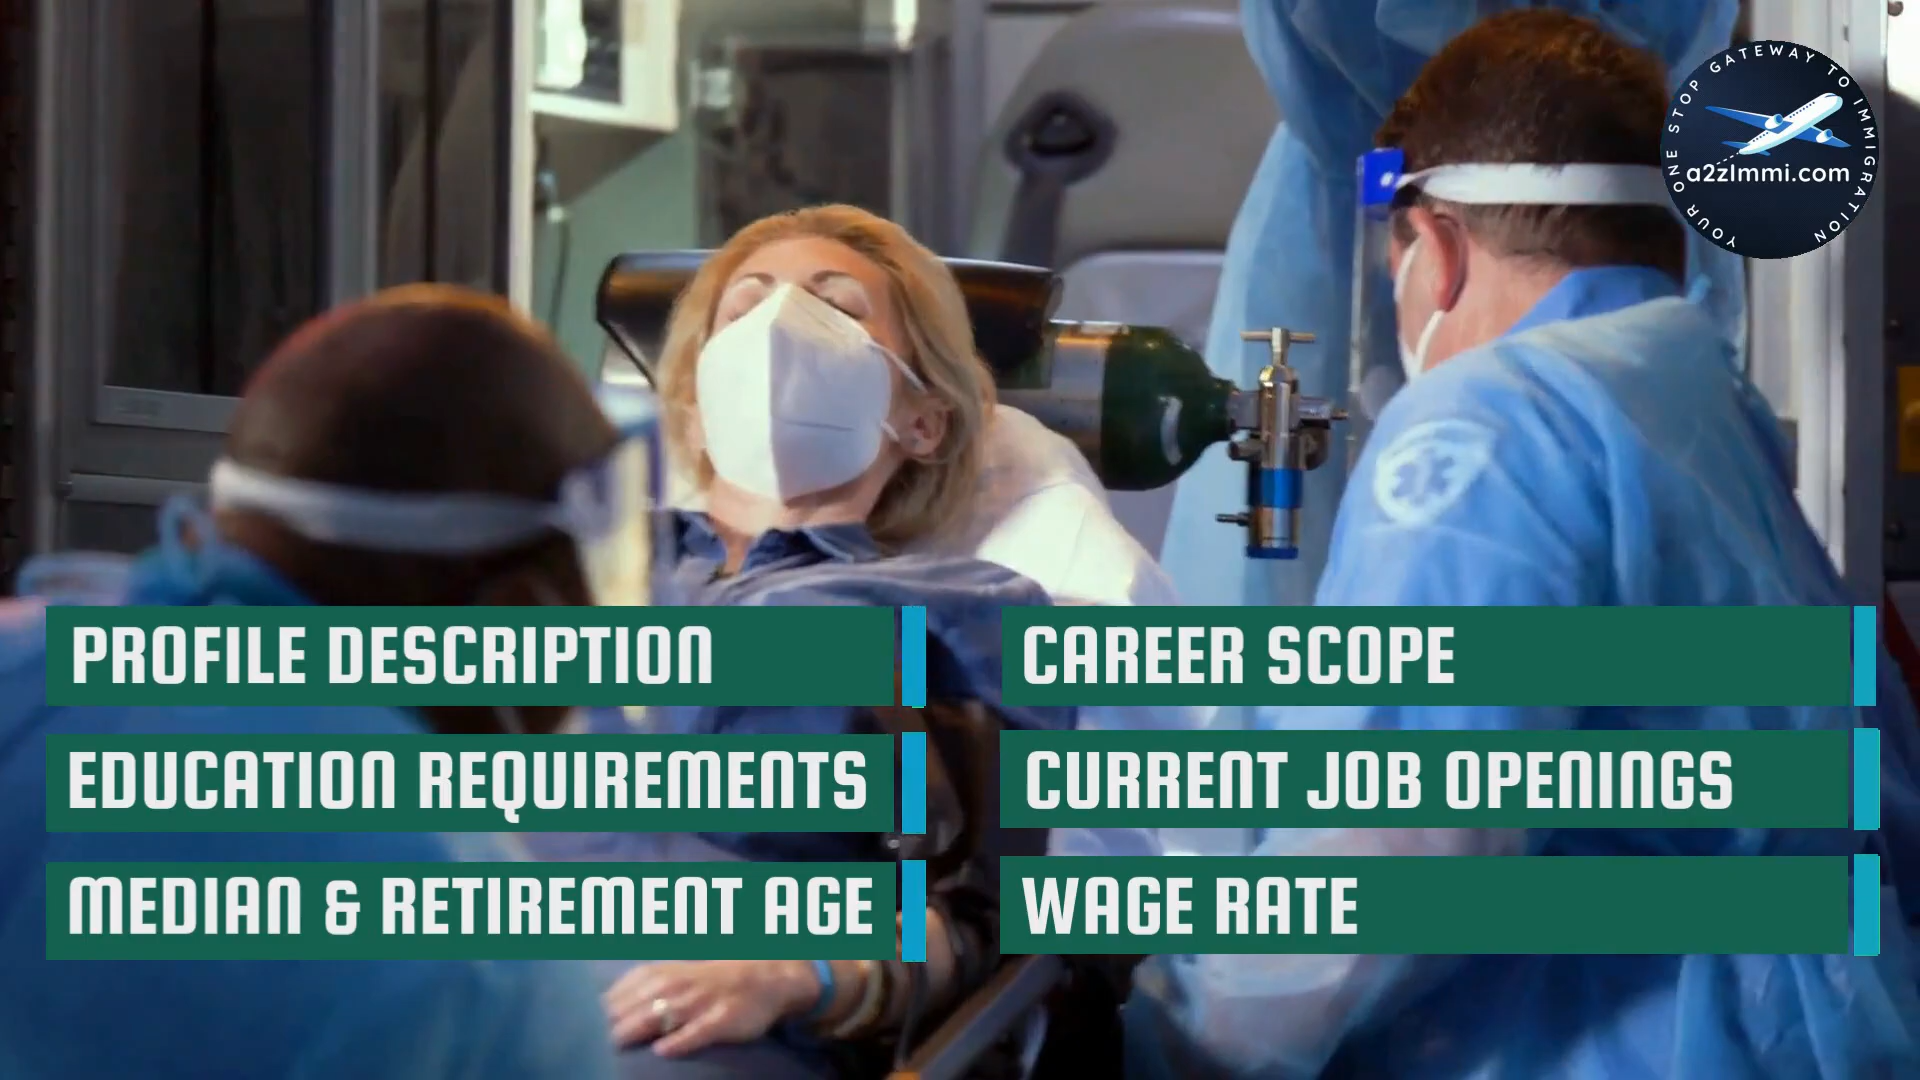 YOUR ONE STOP GATEWAY TO IMMIGRATION
a2zImmi.com
PROFILE DESCRIPTION
CAREER SCOPE
EDUCATION REQUIREMENTS
CURRENT JOB OPENINGS
MEDIAN & RETIREMENT AGE
WAGE RATE